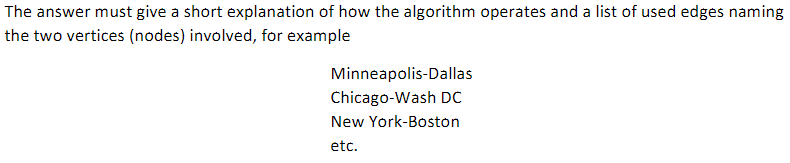 The answer must give a short explanation of how the algorithm operates and a list of used edges naming
the two vertices (nodes) involved, for example
Minneapolis-Dallas
Chicago-Wash DC
New York-Boston
etc.